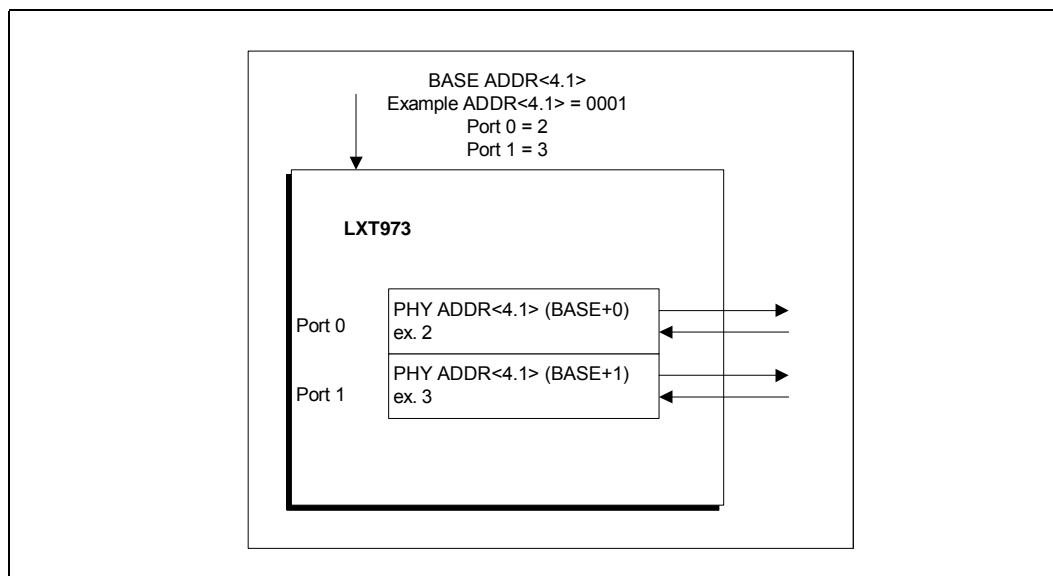 BASE ADDR<4.1>
Example ADDR<4.1> = 0001
Port 0 = 2
Port 1 = 3
LXT973
Port 0
PHY ADDR<4.1> (BASE+0)
ex. 2
Port 1
PHY ADDR<4.1> (BASE+1)
ex. 3